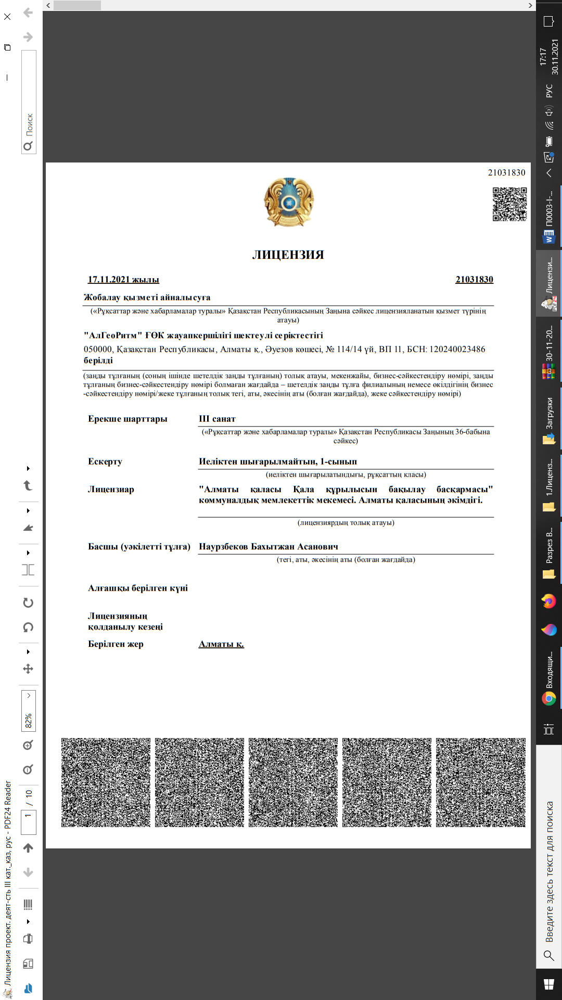 21031830
ЛИЦЕНЗИЯ
17.11.2021 жылы 21031830
Жобалау қызметі айналысуға
(«Рұқсаттар және хабарламалар туралы» Қазақстан Республикасының Заңына сәйкес лицензияланатын қызмет түрінің
атауы)
"АлГеоРитм" ҒӨК жауапкершілігі шектеулі серіктестігі
050000, Қазақстан Республикасы, Алматы қ., Әуезов көшесі, № 114/14 үй, ВП 11, БСН: 120240023486
берілді
(заңды тұлғаның (соның ішінде шетелдік заңды тұлғаның) толық атауы, мекенжайы, бизнес-сәйкестендіру нөмірі, заңды
тұлғаның бизнес-сәйкестендіру нөмірі болмаған жағдайда – шетелдік заңды тұлға филиалының немесе өкілдігінің бизнес
-сәйкестендіру нөмірі/жеке тұлғаның толық тегі, аты, әкесінің аты (болған жағдайда), жеке сәйкестендіру нөмірі)
Ерекше шарттары III санат
(«Рұқсаттар және хабарламалар туралы» Қазақстан Республикасы Заңының 36-бабына
сәйкес)
Ескерту Иеліктен шығарылмайтын, 1-сынып
(иеліктен шығарылатындығы, рұқсаттың класы)
Лицензиар "Алматы қаласы Қала құрылысын бақылау басқармасы"
коммуналдық мемлекеттік мекемесі. Алматы қаласының әкімдігі.
(лицензиярдың толық атауы)
Басшы (уәкілетті тұлға) Наурзбеков Бахытжан Асанович
(тегі, аты, әкесінің аты (болған жағдайда)
Алғашқы берілген күні
Лицензияның
қолданылу кезеңі
Берілген жер Алматы қ.
Лицензия проект. деят-сть III кат._каз, рус - PDF24 Reader
1 / 10
82%
Поиск
Введите здесь текст для поиска
Входящи...
Разрез В...
1.Лиценз...
Загрузки
30-11-20...
Лицензи...
П0003-I-...
РУС
17:17
30.11.2021